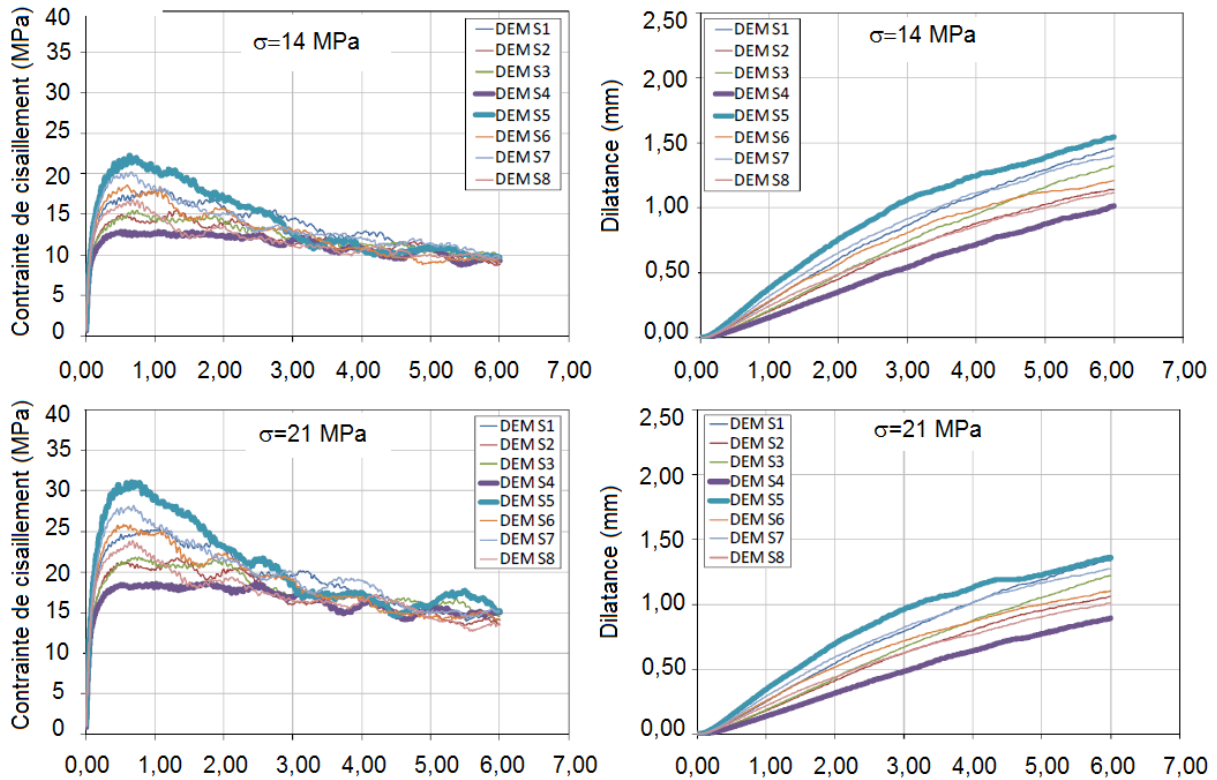 Contrainte de cisaillement (MPa)
40
35
30
25
20
15
10
5
0
σ=14 MPa
DEM S1
DEM S2
DEM S3
DEM S4
DEM S5
DEM S6
DEM S7
DEM S8
0,00 1,00 2,00 3,00 4,00 5,00 6,00 7,00
Dilatance (mm)
2,50
2,00
1,50
1,00
0,50
0,00
σ=14 MPa
DEM S1
DEM S2
DEM S3
DEM S4
DEM S5
DEM S6
DEM S7
DEM S8
0,00 1,00 2,00 3,00 4,00 5,00 6,00 7,00
Contrainte de cisaillement (MPa)
40
35
30
25
20
15
10
5
0
σ=21 MPa
DEM S1
DEM S2
DEM S3
DEM S4
DEM S5
DEM S6
DEM S7
DEM S8
0,00 1,00 2,00 3,00 4,00 5,00 6,00 7,00
Dilatance (mm)
2,50
2,00
1,50
1,00
0,50
0,00
σ=21 MPa
DEM S1
DEM S2
DEM S3
DEM S4
DEM S5
DEM S6
DEM S7
DEM S8
0,00 1,00 2,00 3,00 4,00 5,00 6,00 7,00